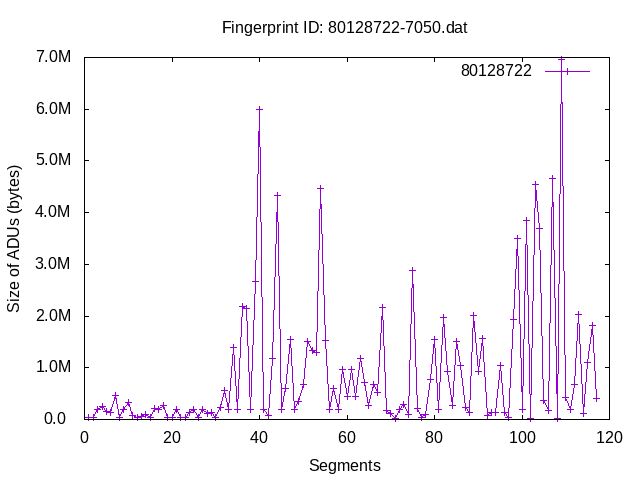 Fingerprint ID: 80128722-7050.dat
80128722
Size of ADUs (bytes)
7.0M
6.0M
5.0M
4.0M
3.0M
2.0M
1.0M
0.0
0 20 40 60 80 100 120
Segments